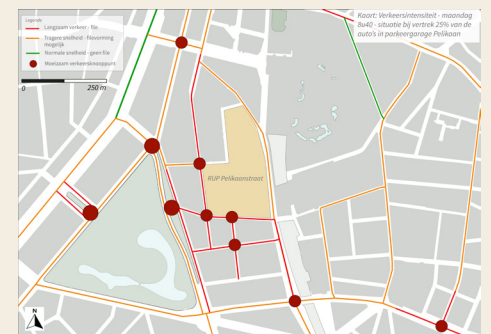 Legende:
Langzaam verkeer - file
Tragere snelheid - filevorming
mogelijk
Normale snelheid - geen file
Moeizaam verkeersknooppunt
0 250 m
Kaart: Verkeersintensiteit - maandag
8u40 - situatie bij vertrek 25% van de
auto's in parkeergarage Pelikaan
RUP Pelikaanstraat
N